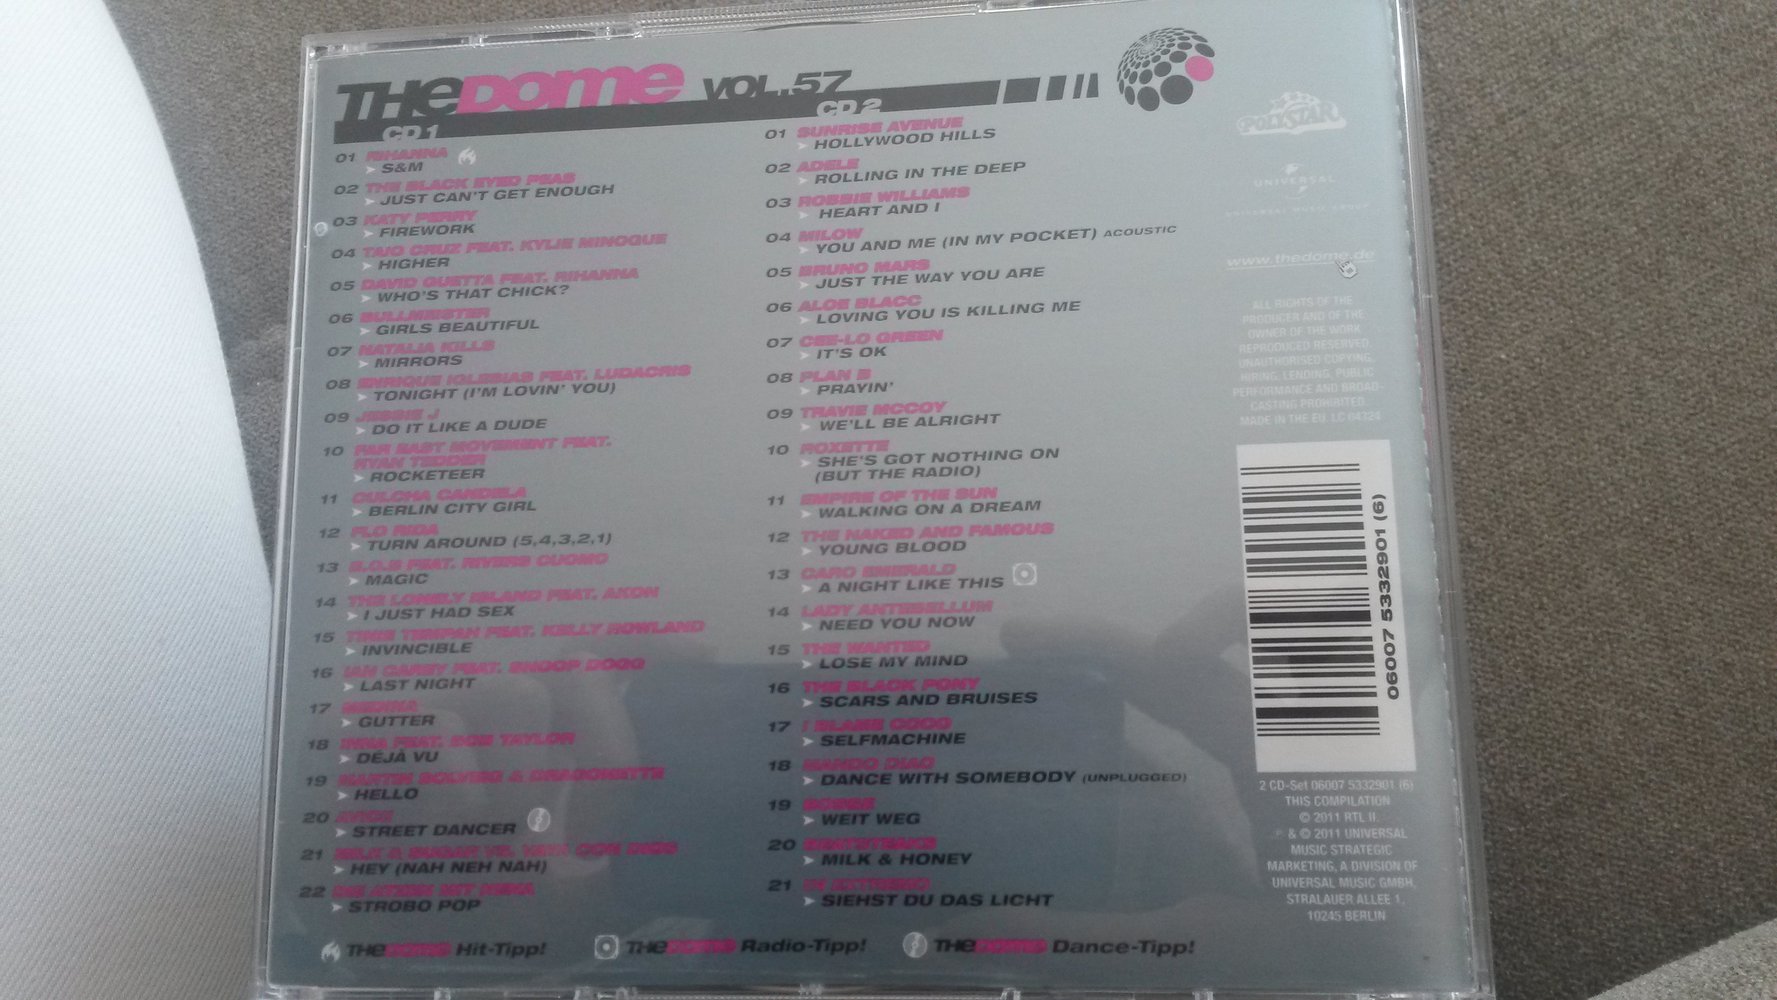 THEDOME VOL.57
CD 1
01 RIHANNA
S&M
02 THE BLACK EYED PEAS
JUST CAN'T GET ENOUGH
03 KATY PERRY
FIREWORK
04 TAIO CRUZ FEAT. KYLIE MINOGUE
HIGHER
05 DAVID GUETTA FEAT. RIHANNA
WHO'S THAT CHICK?
06 BULLMEISTER
GIRLS BEAUTIFUL
07 NATALIA KILLS
MIRRORS
08 ENRIQUE IGLESIAS FEAT. LUDACRIS
TONIGHT (I'M LOVIN' YOU)
09 JESSIE J
DO IT LIKE A DUDE
10 FAR EAST MOVEMENT FEAT.
RYAN TEDDER
ROCKETEER
11 CULCHA CANDELA
BERLIN CITY GIRL
12 FLO RIDA
TURN AROUND (5,4,3,2,1)
13 B.O.B FEAT. RIVERS CUOMO
MAGIC
14 THE LONELY ISLAND FEAT. AKON
I JUST HAD SEX
15 TINIE TEMPAH FEAT. KELLY ROWLAND
INVINCIBLE
16 IAN CAREY FEAT. SNOOP DOGG
LAST NIGHT
17 MEDINA
GUTTER
18 INNA FEAT. BOB TAYLOR
DÉJÀ VU
19 MARTIN SOLVEIG & DRAGONETTE
HELLO
20 AVICII
STREET DANCER
21 MILK & SUGAR VS. VAYA CON DIOS
HEY (NAH NEH NAH)
22 DIE ATZEN MIT NENA
STROBO POP
CD 2
01 SUNRISE AVENUE
HOLLYWOOD HILLS
02 ADELE
ROLLING IN THE DEEP
03 ROBBIE WILLIAMS
HEART AND I
04 MILOW
YOU AND ME (IN MY POCKET) ACOUSTIC
05 BRUNO MARS
JUST THE WAY YOU ARE
06 ALOE BLACC
LOVING YOU IS KILLING ME
07 CEE-LO GREEN
IT'S OK
08 PLAN B
PRAYIN'
09 TRAVIE MCCOY
WE'LL BE ALRIGHT
10 ROXETTE
SHE'S GOT NOTHING ON
(BUT THE RADIO)
11 EMPIRE OF THE SUN
WALKING ON A DREAM
12 THE NAKED AND FAMOUS
YOUNG BLOOD
13 CARO EMERALD
A NIGHT LIKE THIS
14 LADY ANTEBELLUM
NEED YOU NOW
15 THE WANTED
LOSE MY MIND
16 THE BLACK PONY
SCARS AND BRUISES
17 I BLAME COCO
SELFMACHINE
18 MANDO DIAO
DANCE WITH SOMEBODY (UNPLUGGED)
19 BOSSE
WEIT WEG
20 BEATSTEAKS
MILK & HONEY
21 IN EXTREMO
SIEHST DU DAS LICHT
THEDOME Hit-Tipp!
THEDOME Radio-Tipp!
THEDOME Dance-Tipp!
POLYSTAR
UNIVERSAL
www.thedome.de
ALL RIGHTS OF THE
PRODUCER AND OF THE
OWNER OF THE WORK
REPRODUCED RESERVED.
UNAUTHORISED COPYING,
HIRING, LENDING, PUBLIC
PERFORMANCE AND BROAD-
CASTING PROHIBITED.
MADE IN THE EU. LC 04324
06007 5332901 (6)
2 CD-Set 06007 5332901 (6)
THIS COMPILATION
© 2011 RTL II.
℗ & © 2011 UNIVERSAL
MUSIC STRATEGIC
MARKETING, A DIVISION OF
UNIVERSAL MUSIC GMBH,
STRALAUER ALLEE 1,
10245 BERLIN